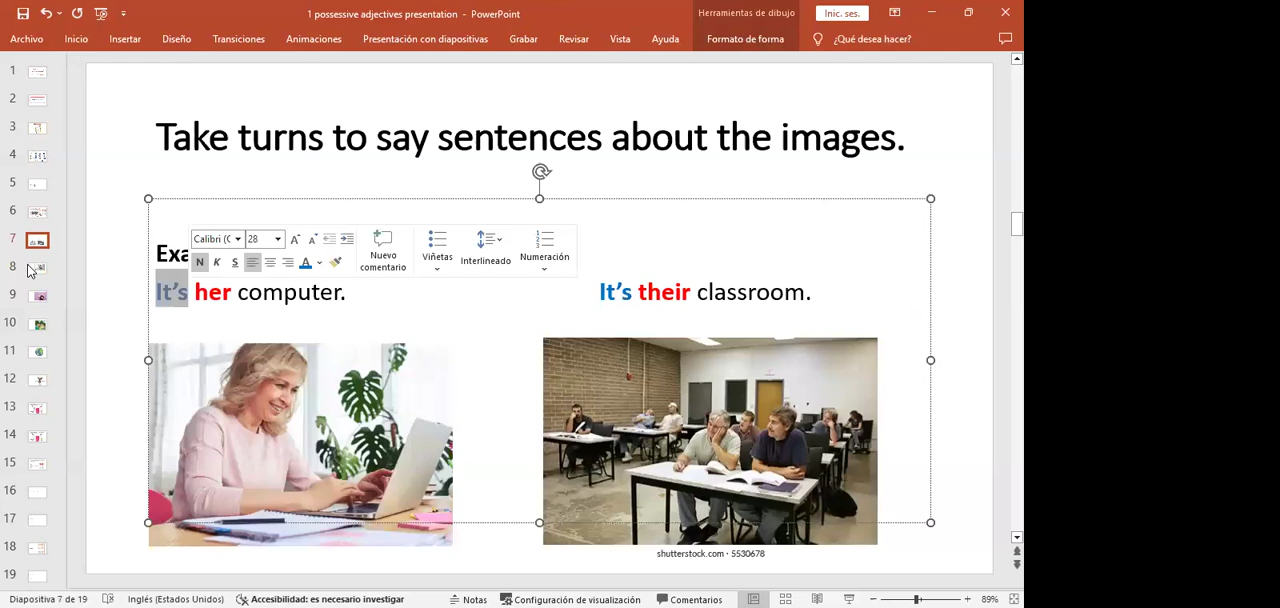 1 possessive adjectives presentation - PowerPoint
Herramientas de dibujo
Inic. ses.
Archivo Inicio Insertar Diseño Transiciones Animaciones Presentación con diapositivas Grabar Revisar Vista Ayuda Formato de forma ¿Qué desea hacer?
1
2
3
4
5
6
7
8
10
11
12
13
14
15
16
17
18
19
Take turns to say sentences about the images.
Exa
Calibri (C 28
N K S A
Nuevo comentario
Viñetas
Interlineado
Numeración
It's her computer.
It's their classroom.
shutterstock.com · 5530678
Diapositiva 7 de 19 Inglés (Estados Unidos) Accesibilidad: es necesario investigar Notas Configuración de visualización Comentarios 89%